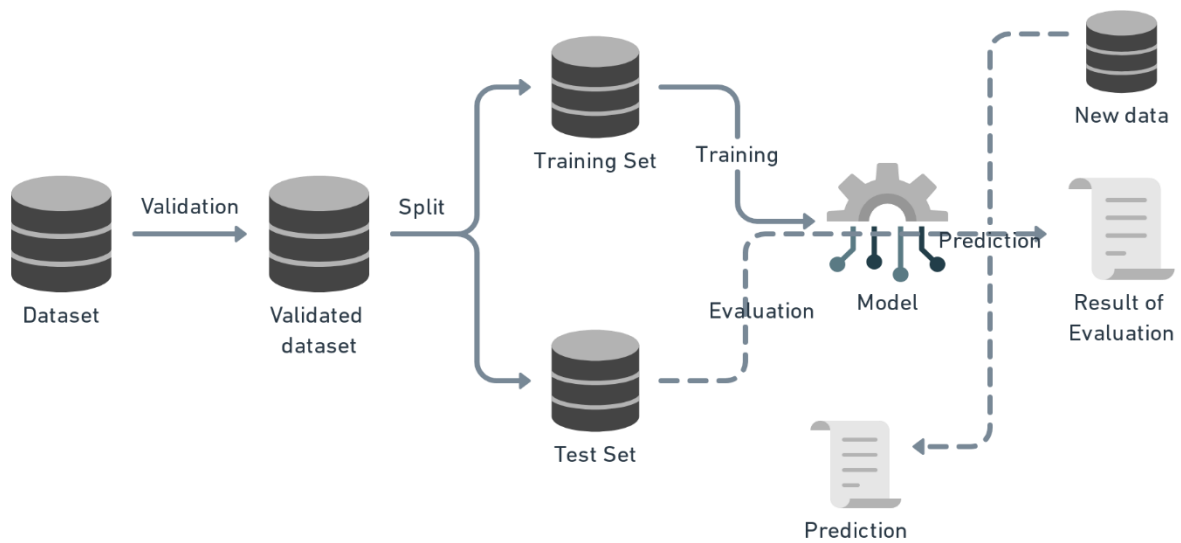 New data
Training Set
Training
Validation
Split
Prediction
Dataset
Validated
dataset
Evaluation
Model
Result of
Evaluation
Test Set
Prediction